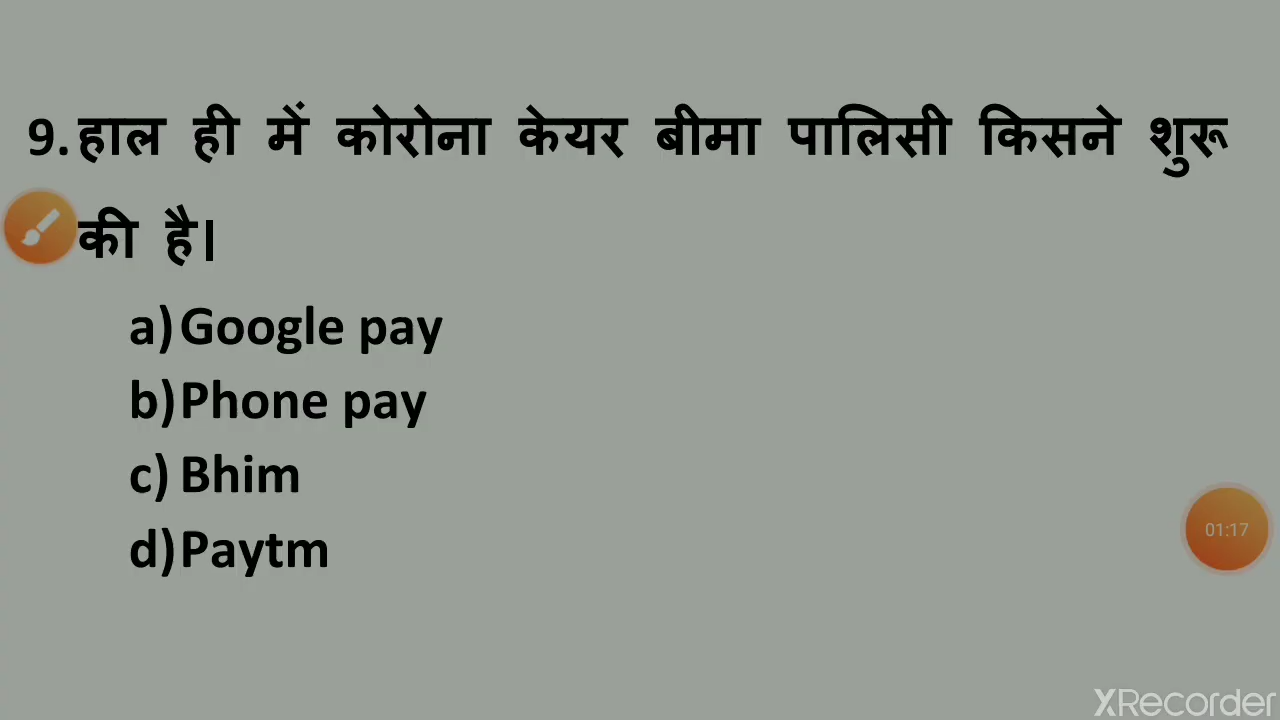 9. हाल ही में कोरोना केयर बीमा पालिसी किसने शुरू
की है।
a) Google pay
b) Phone pay
c) Bhim
d) Paytm
01:17
XRecorder